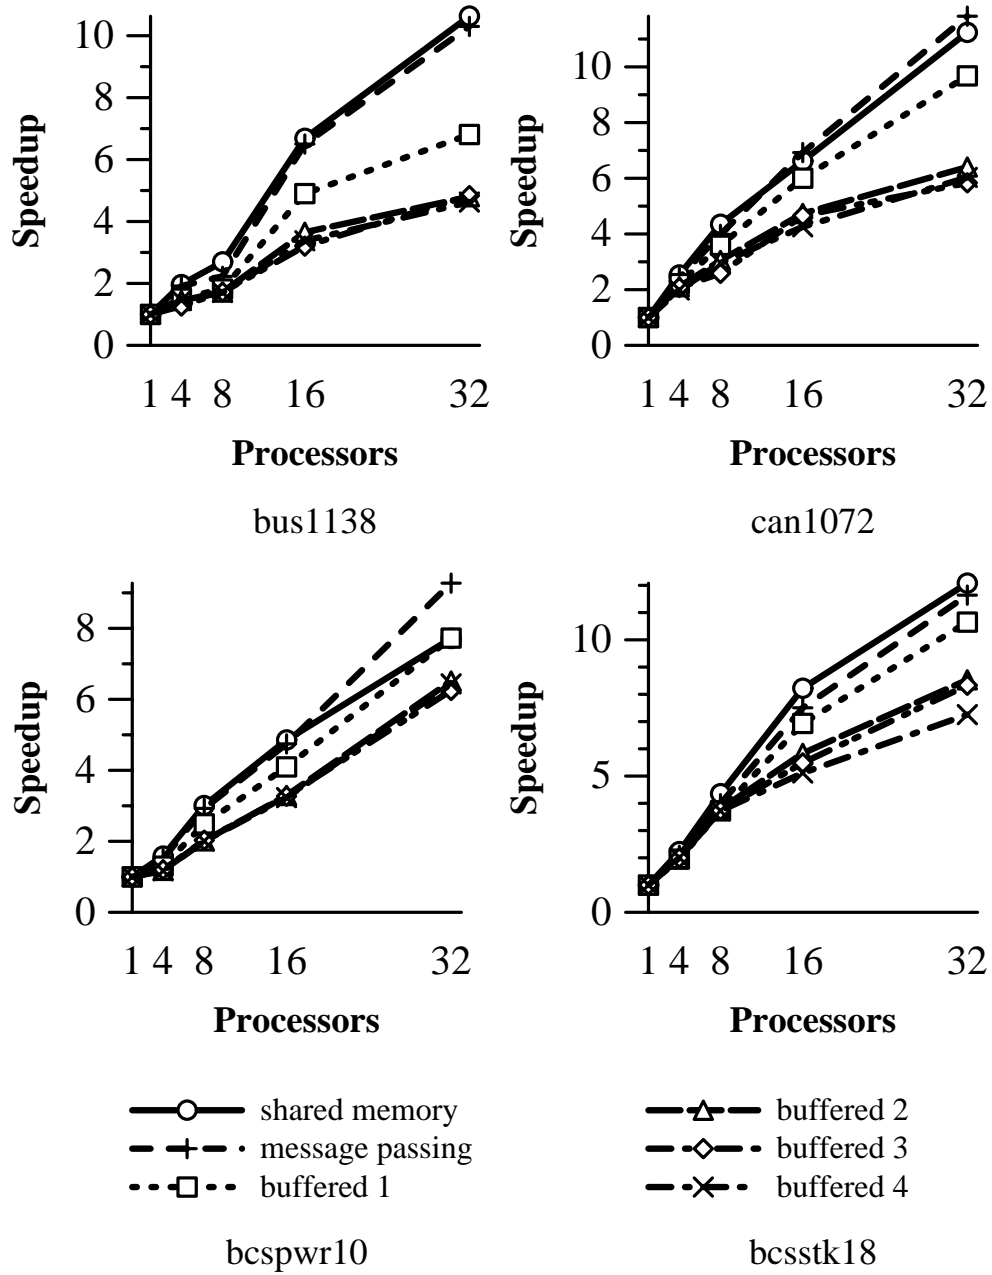 Speedup
10
8
6
4
2
0
1 4 8 16 32
Processors
bus1138
Speedup
10
8
6
4
2
0
1 4 8 16 32
Processors
can1072
Speedup
8
6
4
2
0
1 4 8 16 32
Processors
Speedup
10
5
0
1 4 8 16 32
Processors
shared memory
message passing
buffered 1
buffered 2
buffered 3
buffered 4
bcspwr10
bcsstk18